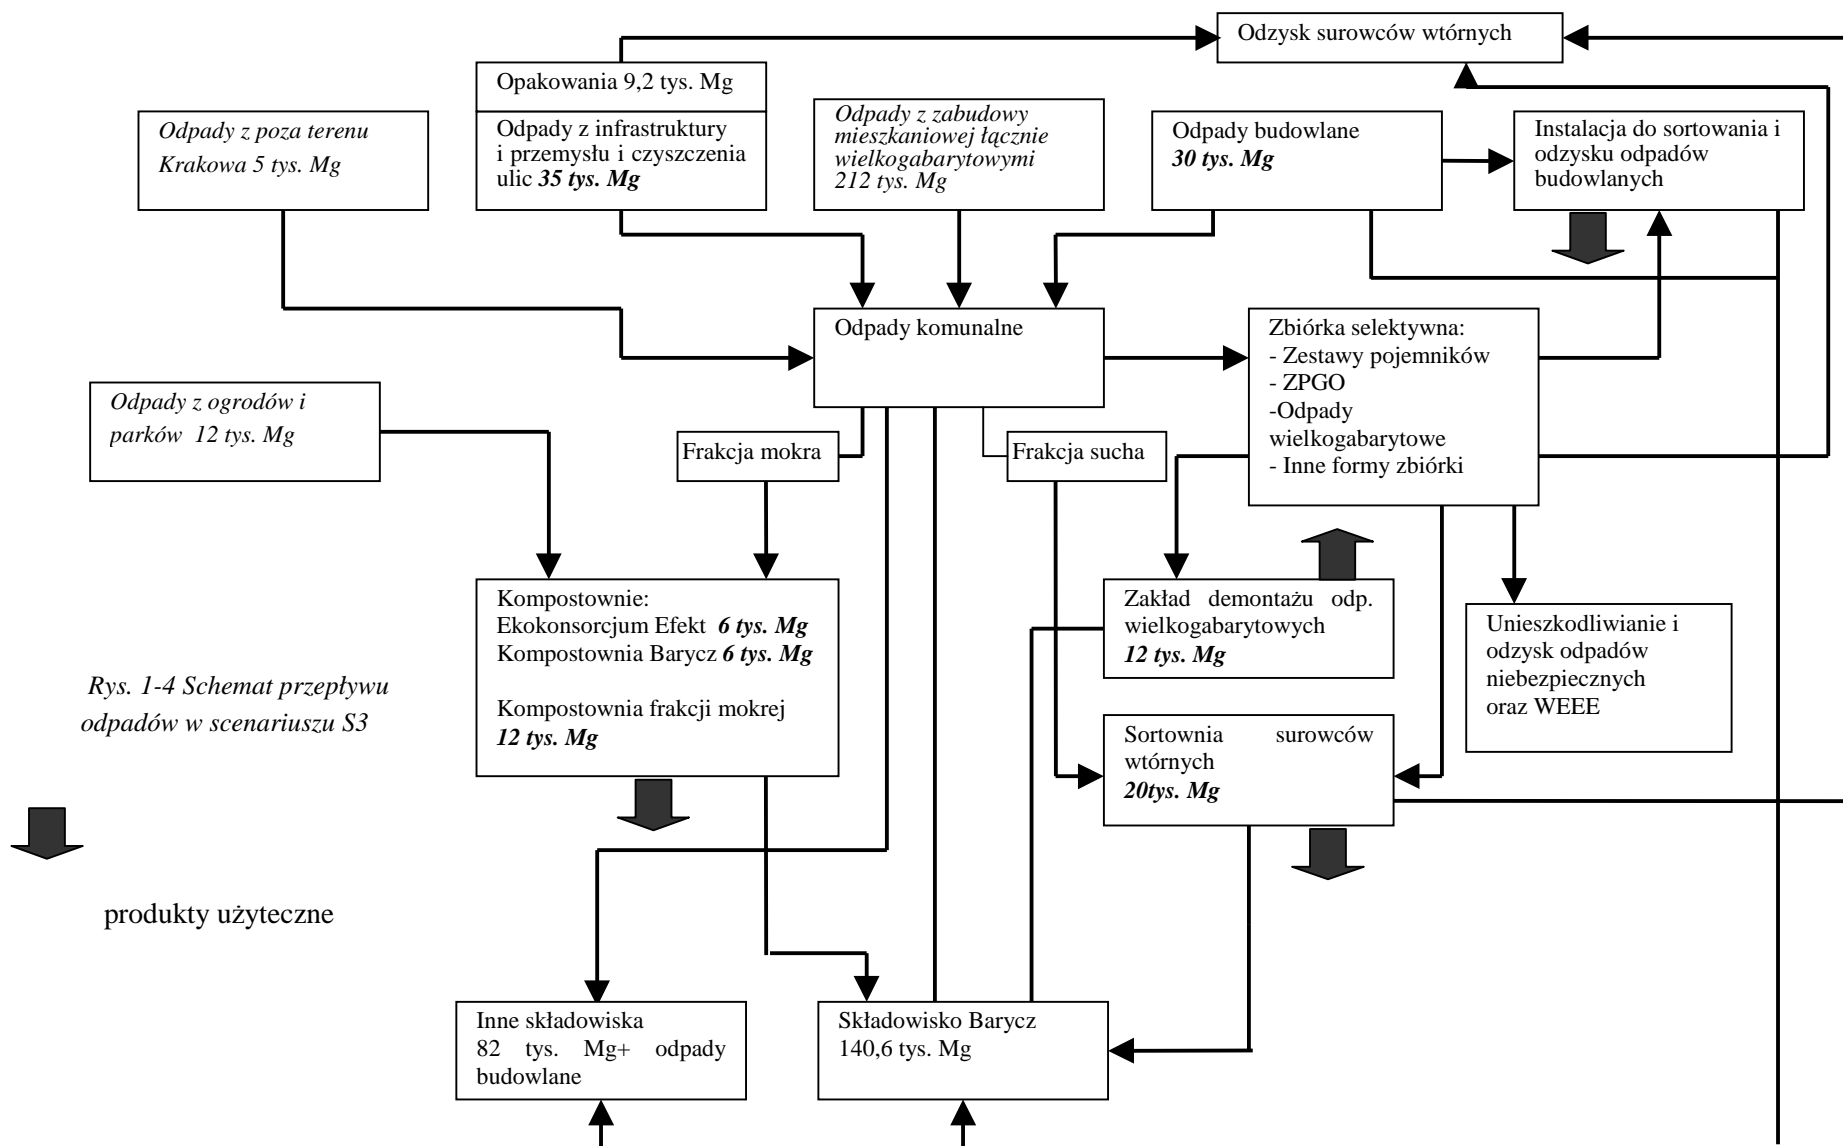 Odzysk surowców wtórnych
Opakowania 9,2 tys. Mg
Odpady z poza terenu
Krakowa 5 tys. Mg
Odpady z infrastruktury
i przemysłu i czyszczenia
ulic 35 tys. Mg
Odpady z zabudowy
mieszkaniowej łącznie
wielkogabarytowymi
212 tys. Mg
Odpady budowlane
30 tys. Mg
Instalacja do sortowania i
odzysku odpadów
budowlanych
Odpady komunalne
Zbiórka selektywna:
- Zestawy pojemników
- ZPGO
-Odpady
wielkogabarytowe
- Inne formy zbiórki
Odpady z ogrodów i
parków 12 tys. Mg
Frakcja mokra
Frakcja sucha
Kompostownie:
Ekokonsorcjum Efekt 6 tys. Mg
Kompostownia Barycz 6 tys. Mg
Kompostownia frakcji mokrej
12 tys. Mg
Zakład demontażu odp.
wielkogabarytowych
12 tys. Mg
Unieszkodliwianie i
odzysk odpadów
niebezpiecznych
oraz WEEE
Rys. 1-4 Schemat przepływu
odpadów w scenariuszu S3
Sortownia surowców
wtórnych
20tys. Mg
produkty użyteczne
Inne składowiska
82 tys. Mg+ odpady
budowlane
Składowisko Barycz
140,6 tys. Mg